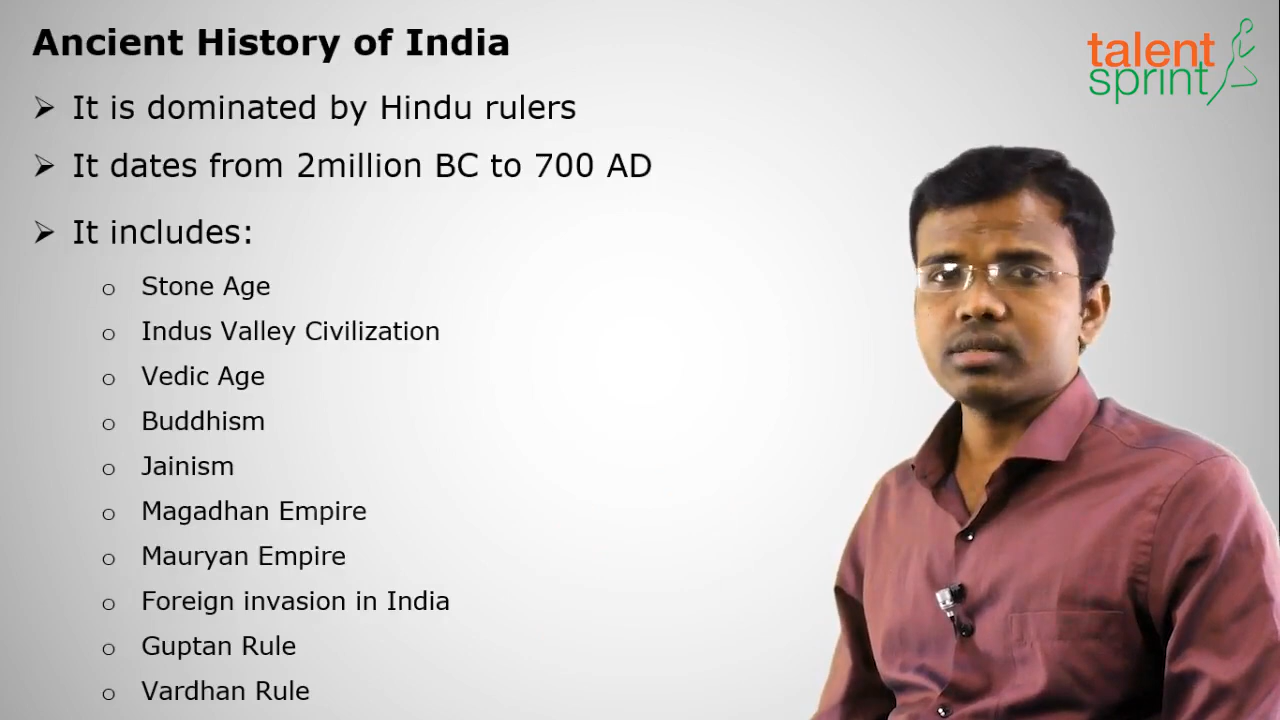 Ancient History of India
talent
sprint
➢ It is dominated by Hindu rulers
➢ It dates from 2million BC to 700 AD
➢ It includes:
o Stone Age
o Indus Valley Civilization
o Vedic Age
o Buddhism
o Jainism
o Magadhan Empire
o Mauryan Empire
o Foreign invasion in India
o Guptan Rule
o Vardhan Rule